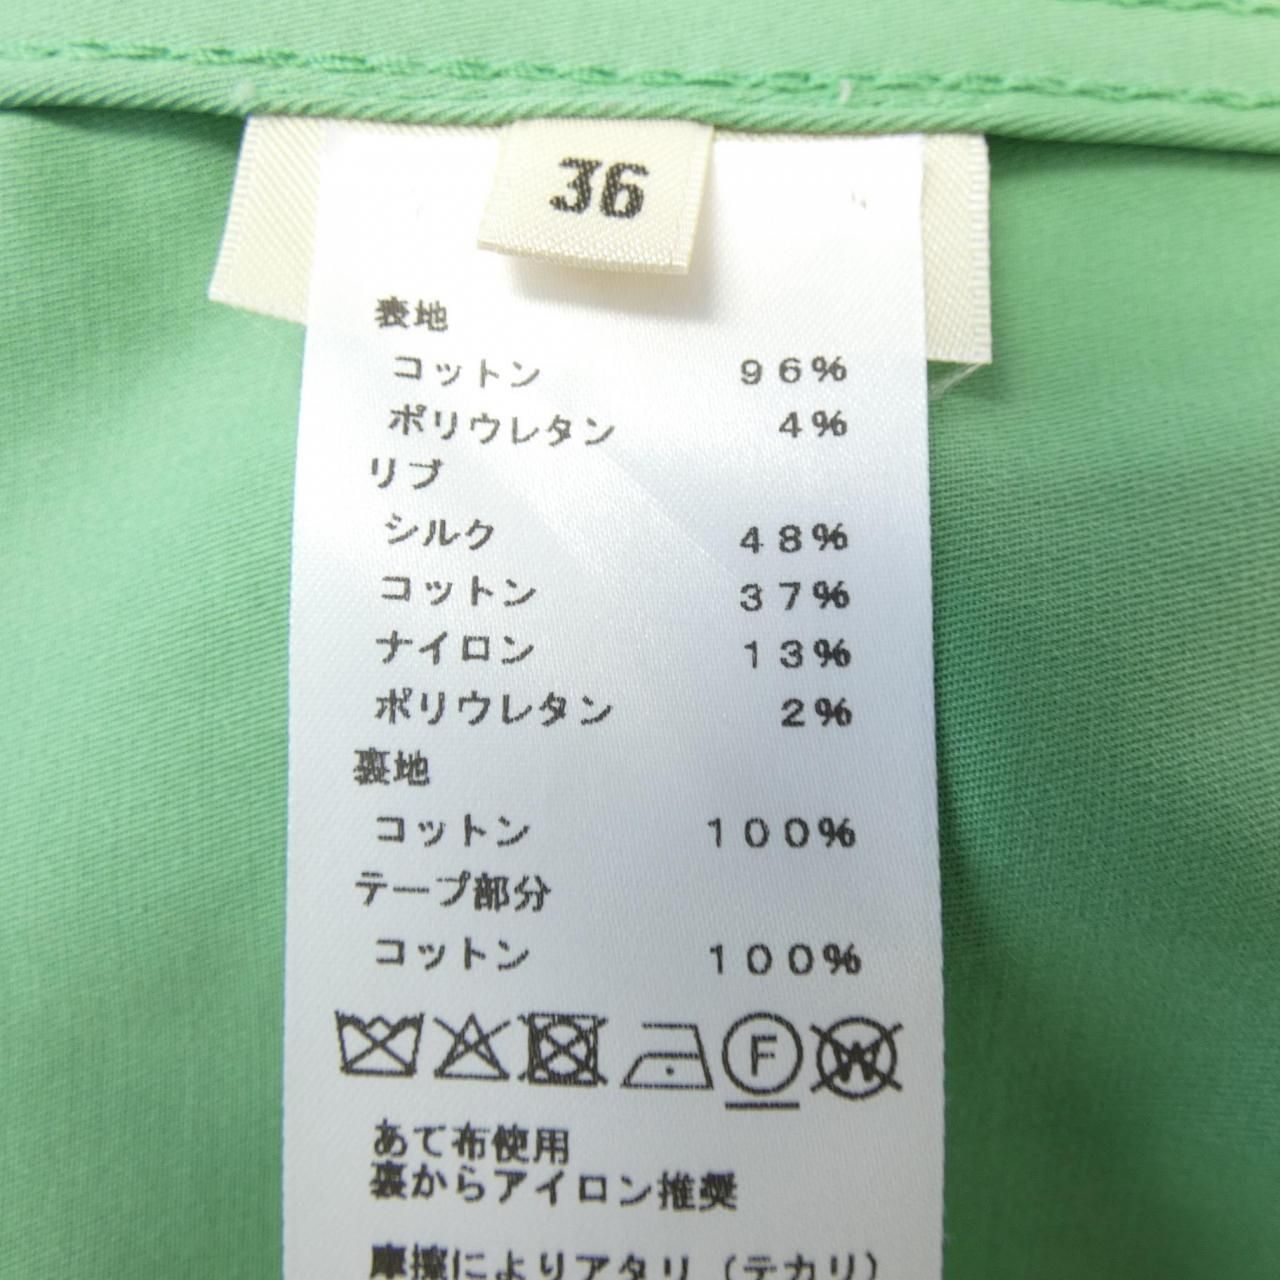 36
表地
コットン 96%
ポリウレタン 4%
リブ
シルク 48%
コットン 37%
ナイロン 13%
ポリウレタン 2%
裏地
コットン 100%
テープ部分
コットン 100%
F W
あて布使用
裏からアイロン推奨
摩擦によりアタリ(テカリ)